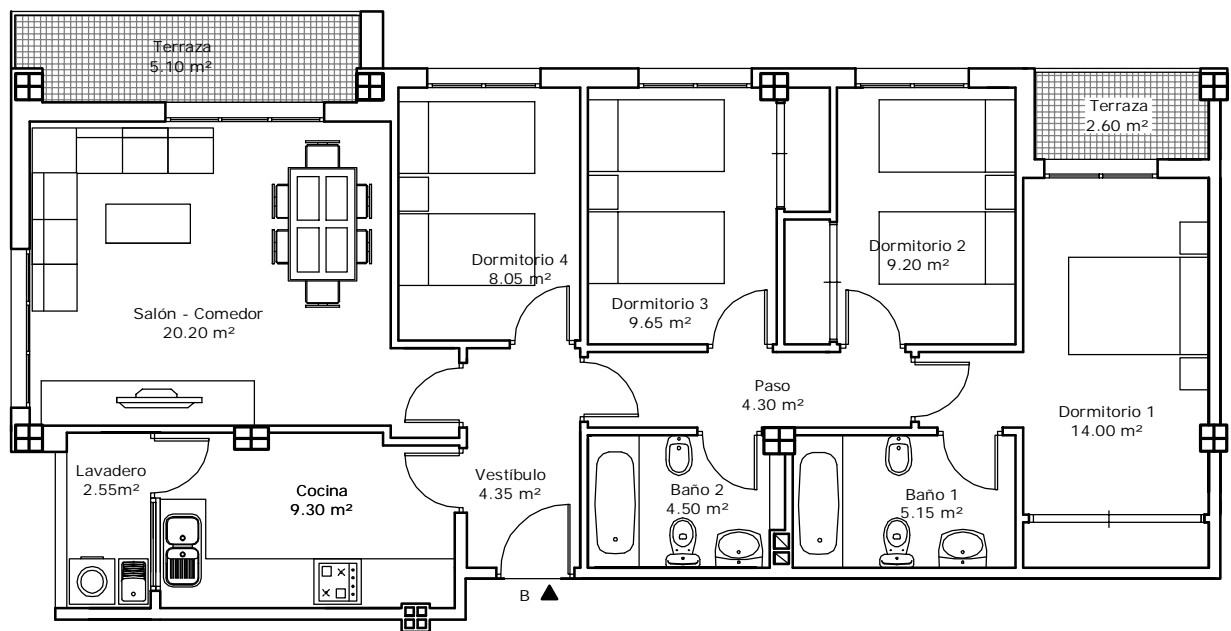 Terraza
5.10 m²
Terraza
2.60 m²
Dormitorio 4
8.05 m²
Dormitorio 3
9.65 m²
Dormitorio 2
9.20 m²
Salón - Comedor
20.20 m²
Paso
4.30 m²
Dormitorio 1
14.00 m²
Lavadero
2.55m²
Cocina
9.30 m²
Vestíbulo
4.35 m²
Baño 2
4.50 m²
Baño 1
5.15 m²
B